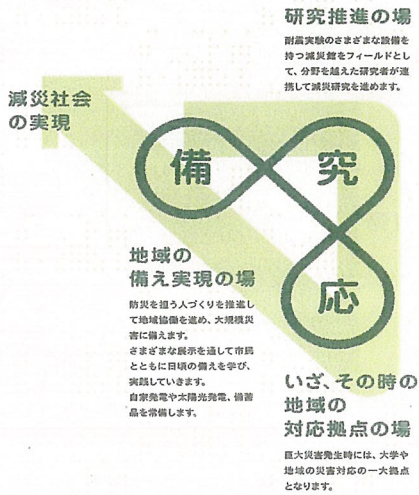 研究推進の場
耐震実験のさまざまな設備を
持つ減災館をフィールドとし
て、分野を越えた研究者が連
携して減災研究を進めます。
減災社会
の実現
備
究
応
地域の
備え実現の場
防災を担う人づくりを推進し
て地域協働を進め、大規模災
害に備えます。
さまざまな展示を通して市民
とともに日頃の備えを学び、
実践していきます。
自家発電や太陽光発電、備蓄
品を常備します。
いざ、その時の
地域の
対応拠点の場
巨大災害発生時には、大学や
地域の災害対応の一大拠点
となります。